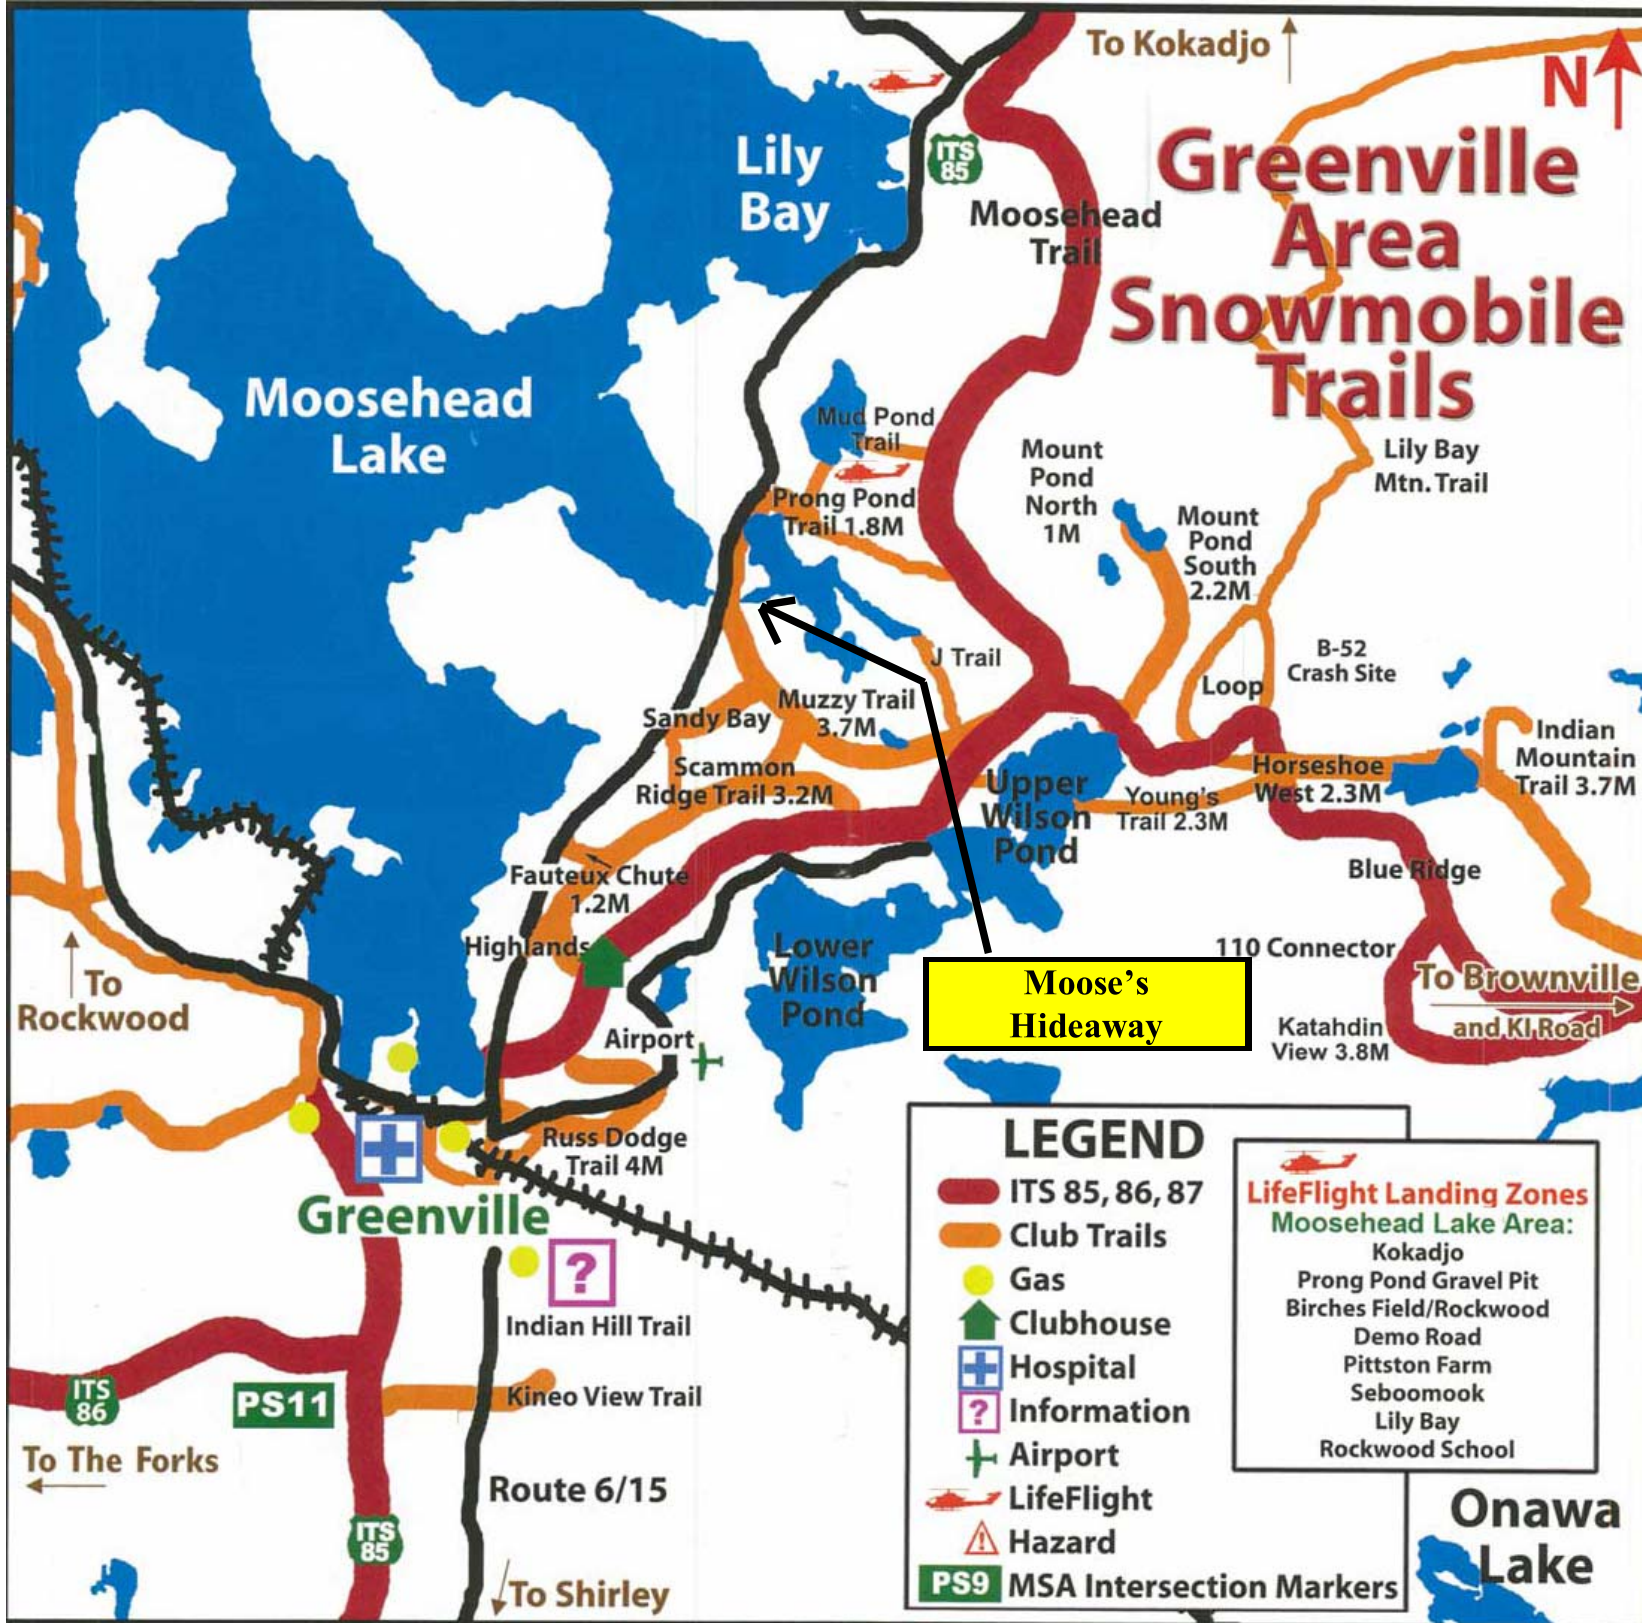 To Kokadjo
N
Greenville
Area
Snowmobile
Trails
Lily
Bay
ITS
85
Moosehead
Trail
Moosehead
Lake
Mud Pond
Trail
Prong Pond
Trail 1.8M
Mount
Pond
North
1M
Mount
Pond
South
2.2M
Lily Bay
Mtn. Trail
J Trail
B-52
Crash Site
Loop
Muzzy Trail
3.7M
Sandy Bay
Scammon
Ridge Trail 3.2M
Upper
Wilson
Pond
Young's
Trail 2.3M
Horseshoe
West 2.3M
Indian
Mountain
Trail 3.7M
Blue Ridge
Fauteux Chute
1.2M
Highlands
Lower
Wilson
Pond
Moose's
Hideaway
110 Connector
To Brownville
and KI Road
Katahdin
View 3.8M
To
Rockwood
Airport
Russ Dodge
Trail 4M
Greenville
?
Indian Hill Trail
Kineo View Trail
ITS
86
PS11
To The Forks
Route 6/15
ITS
85
To Shirley
LEGEND
ITS 85, 86, 87
Club Trails
Gas
Clubhouse
Hospital
? Information
Airport
LifeFlight
! Hazard
PS9 MSA Intersection Markers
LifeFlight Landing Zones
Moosehead Lake Area:
Kokadjo
Prong Pond Gravel Pit
Birches Field/Rockwood
Demo Road
Pittston Farm
Seboomook
Lily Bay
Rockwood School
Onawa
Lake